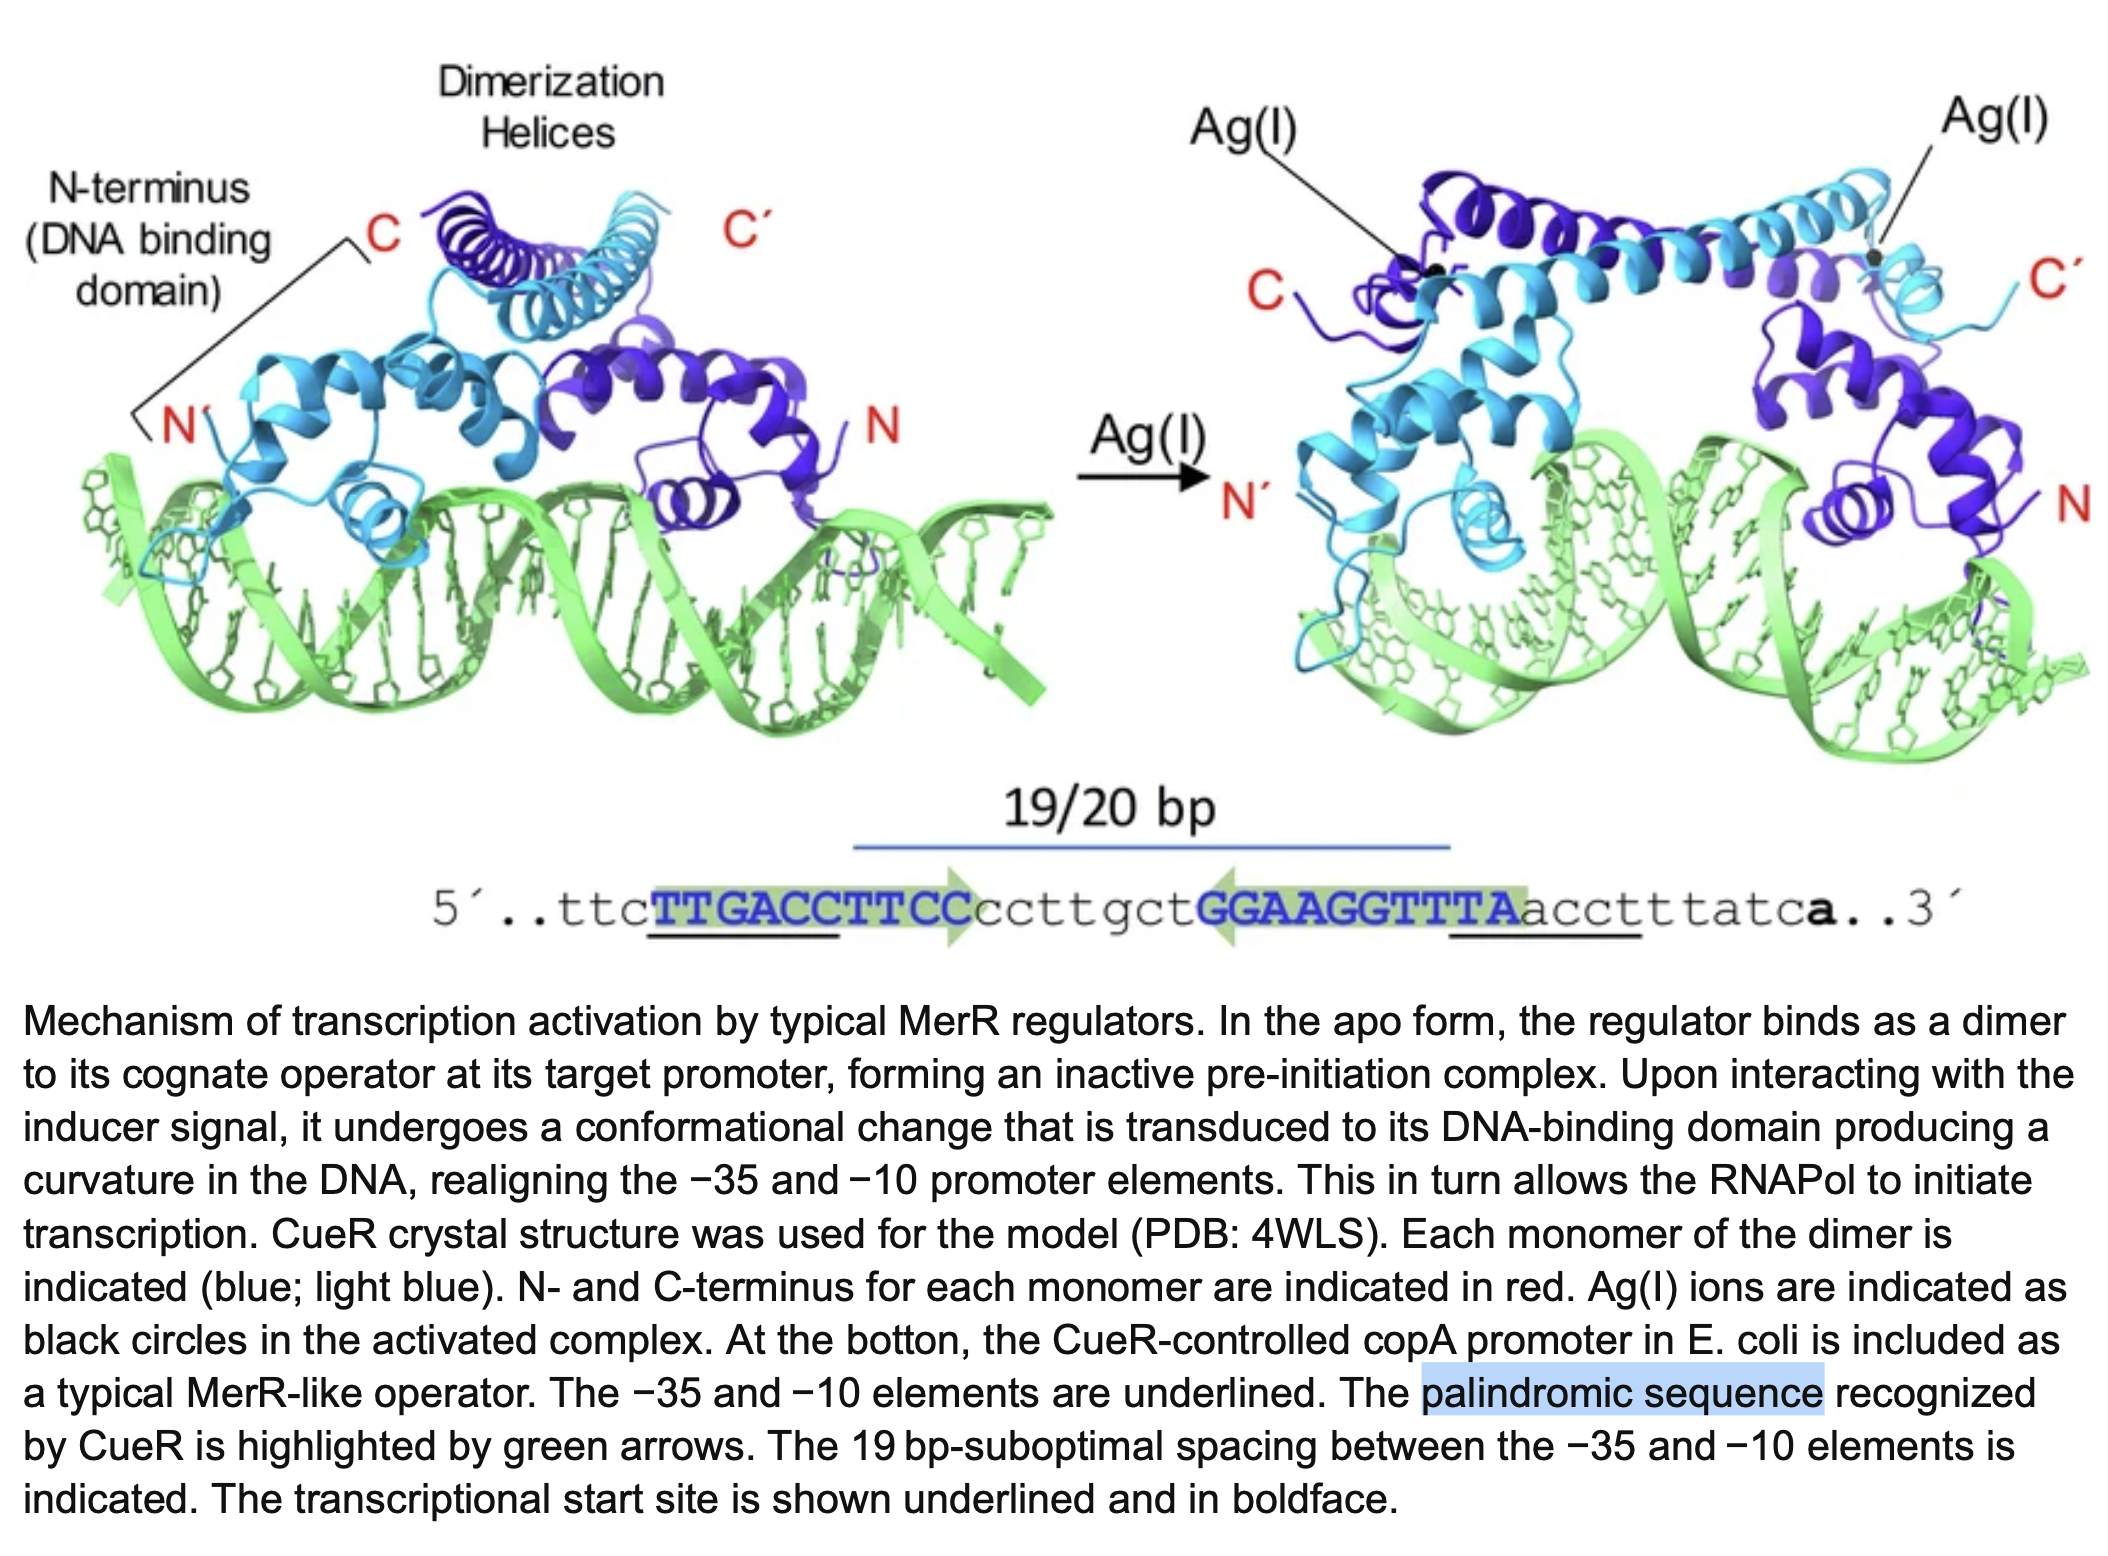 Dimerization
Helices
N-terminus
(DNA binding
domain)
C
C´
N´
N
Ag(I)
Ag(I)
Ag(I)
C
C´
N´
N
19/20 bp
5´..ttcTTGACCTTCCccttgctGGAAGGTTTAaccttttatca..3´
Mechanism of transcription activation by typical MerR regulators. In the apo form, the regulator binds as a dimer
to its cognate operator at its target promoter, forming an inactive pre-initiation complex. Upon interacting with the
inducer signal, it undergoes a conformational change that is transduced to its DNA-binding domain producing a
curvature in the DNA, realigning the −35 and −10 promoter elements. This in turn allows the RNAPol to initiate
transcription. CueR crystal structure was used for the model (PDB: 4WLS). Each monomer of the dimer is
indicated (blue; light blue). N- and C-terminus for each monomer are indicated in red. Ag(I) ions are indicated as
black circles in the activated complex. At the botton, the CueR-controlled copA promoter in E. coli is included as
a typical MerR-like operator. The −35 and −10 elements are underlined. The palindromic sequence recognized
by CueR is highlighted by green arrows. The 19 bp-suboptimal spacing between the −35 and −10 elements is
indicated. The transcriptional start site is shown underlined and in boldface.